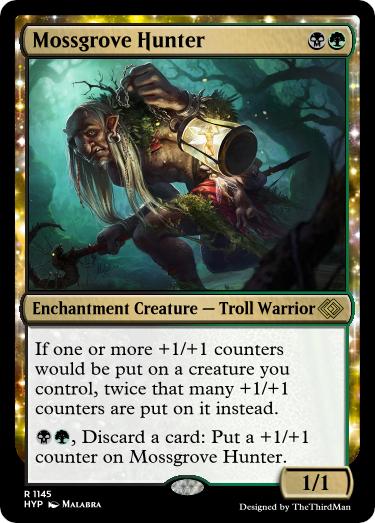 Mossgrove Hunter
Enchantment Creature — Troll Warrior
If one or more +1/+1 counters
would be put on a creature you
control, twice that many +1/+1
counters are put on it instead.
, Discard a card: Put a +1/+1
counter on Mossgrove Hunter.
1/1
R 1145
HYP Malabra
Designed by TheThirdMan